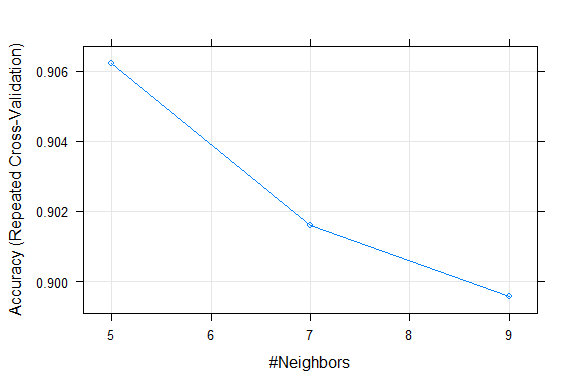 Accuracy (Repeated Cross-Validation)
0.906
0.904
0.902
0.900
5 6 7 8 9
#Neighbors